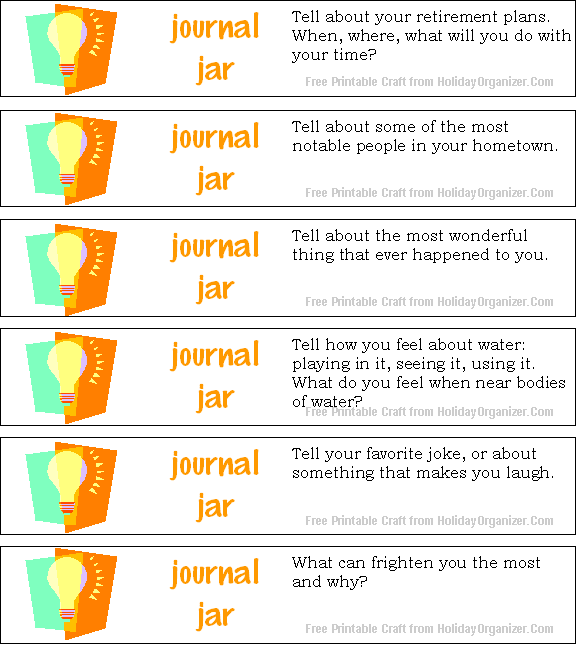 journal
jar
Tell about your retirement plans.
When, where, what will you do with
your time?
Free Printable Craft from HolidayOrganizer.Com
journal
jar
Tell about some of the most
notable people in your hometown.
Free Printable Craft from HolidayOrganizer.Com
journal
jar
Tell about the most wonderful
thing that ever happened to you.
Free Printable Craft from HolidayOrganizer.Com
journal
jar
Tell how you feel about water:
playing in it, seeing it, using it.
What do you feel when near bodies
of water?
Free Printable Craft from HolidayOrganizer.Com
journal
jar
Tell your favorite joke, or about
something that makes you laugh.
Free Printable Craft from HolidayOrganizer.Com
journal
jar
What can frighten you the most
and why?
Free Printable Craft from HolidayOrganizer.Com